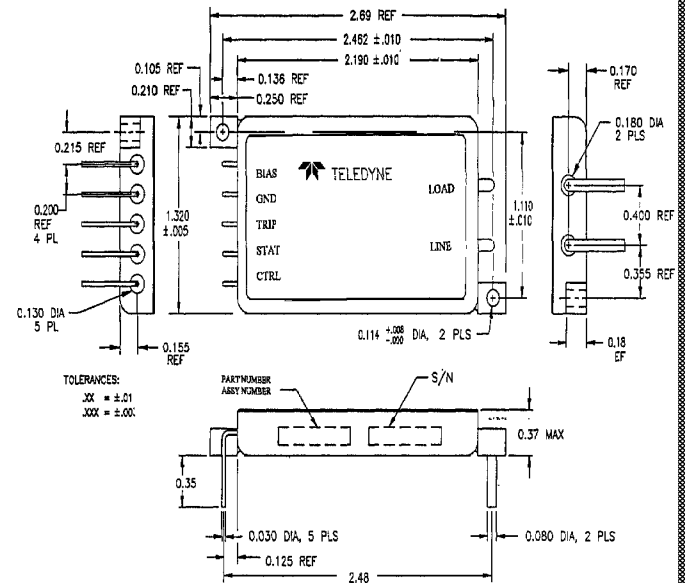 2.69 REF
2.462 ±.010
2.190 ±.010
0.105 REF
0.136 REF
0.210 REF
0.250 REF
0.170
REF
0.180 DIA
2 PLS
0.215 REF
0.200
REF
4 PL
1.320
±.005
BIAS
GND
TRIP
STAT
CTRL
TELEDYNE
LOAD
LINE
1.110
±.010
0.400 REF
0.355 REF
0.130 DIA
5 PL
0.155
REF
0.114 +.008 -.000 DIA, 2 PLS
0.18
EF
TOLERANCES:
.XX = ±.01
.XXX = ±.00
PART NUMBER
ASSY NUMBER
S/N
0.37 MAX
0.35
0.030 DIA, 5 PLS
0.080 DIA, 2 PLS
0.125 REF
2.48